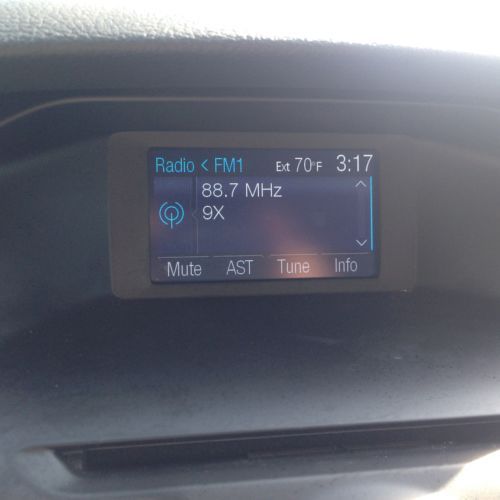 Radio < FM1 Ext 70°F 3:17
88.7 MHz
9X
Mute AST Tune Info